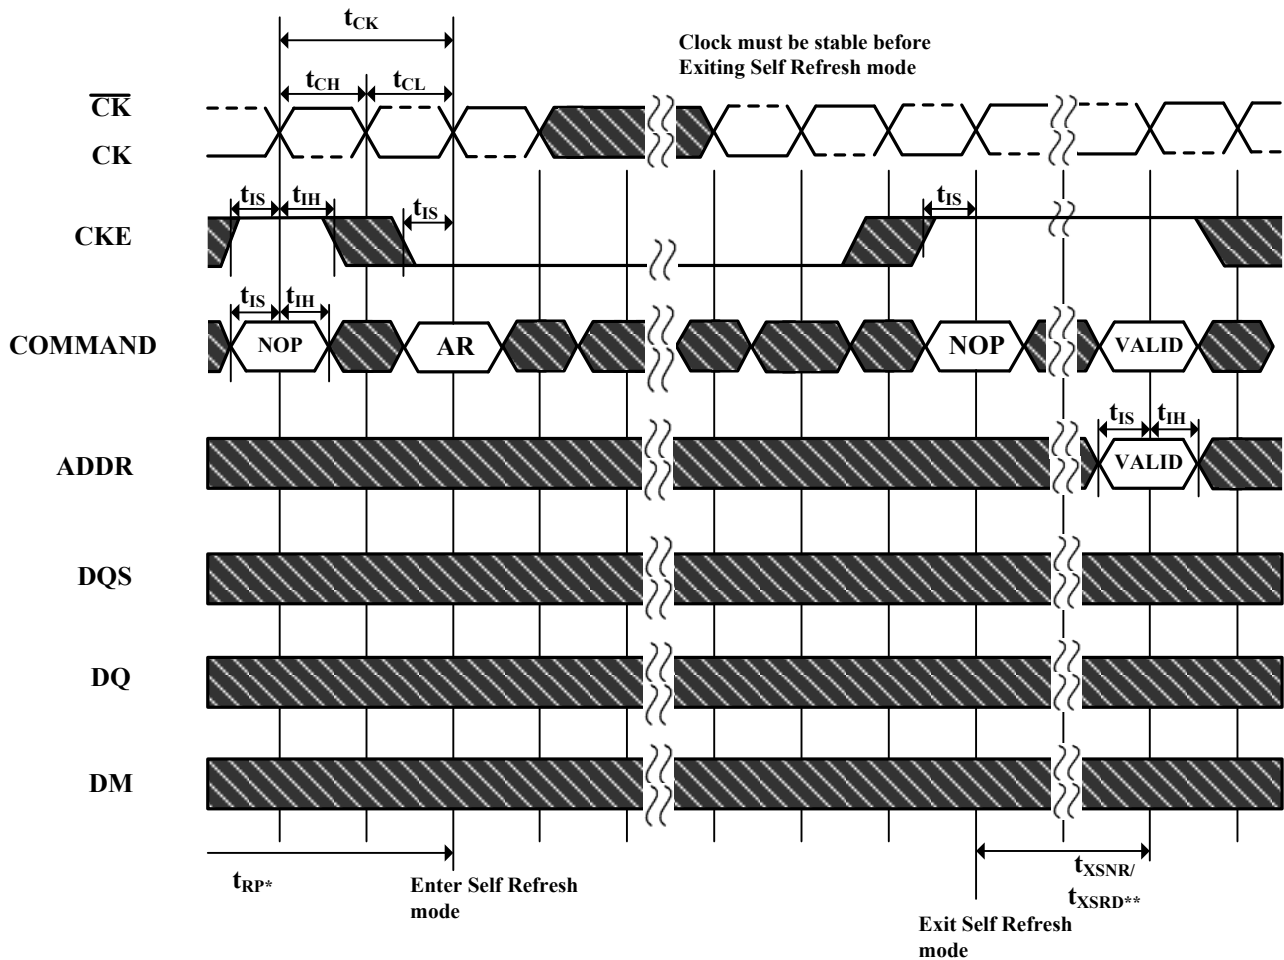 tCK
Clock must be stable before
Exiting Self Refresh mode
tCH
tCL
CK
CK
tIS
tIH
tIS
tIS
CKE
tIS
tIH
COMMAND
NOP
AR
NOP
VALID
tIS
tIH
ADDR
VALID
DQS
DQ
DM
tRP*
Enter Self Refresh
mode
tXSNR/
tXSRD**
Exit Self Refresh
mode